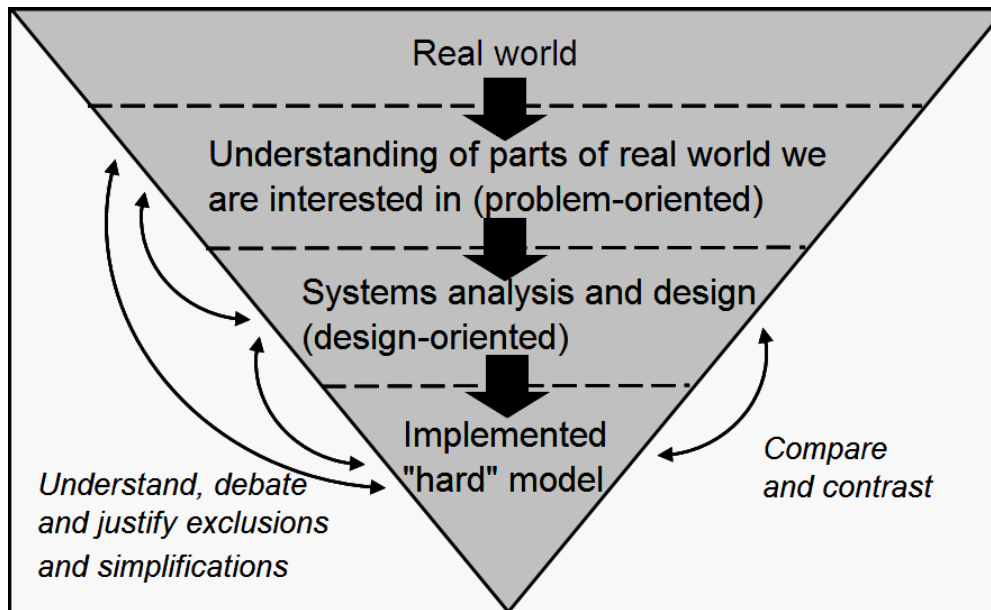 Real world
Understanding of parts of real world we
are interested in (problem-oriented)
Systems analysis and design
(design-oriented)
Implemented
"hard" model
Understand, debate
and justify exclusions
and simplifications
Compare
and contrast